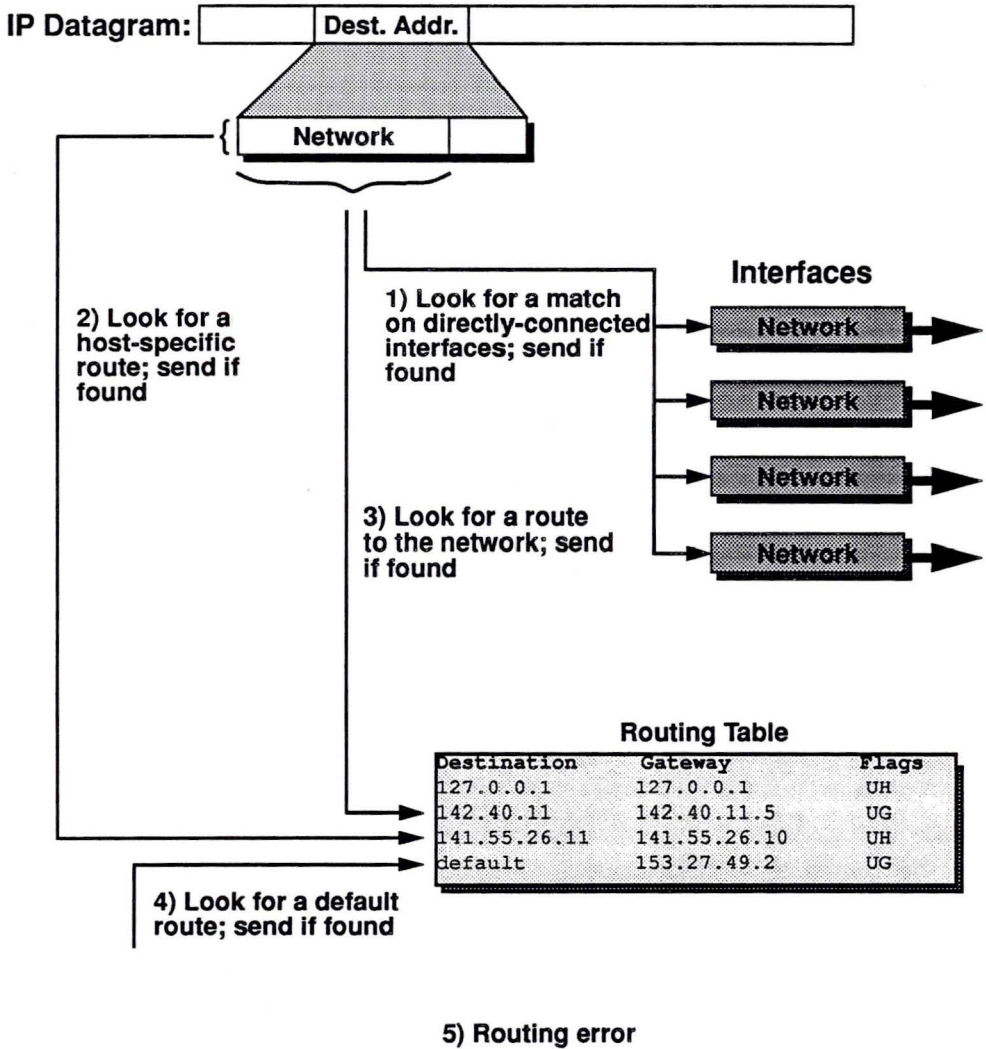 IP Datagram:
Dest. Addr.
Network
Interfaces
1) Look for a match
on directly-connected
interfaces; send if
found
2) Look for a
host-specific
route; send if
found
Network
Network
Network
Network
3) Look for a route
to the network; send
if found
Routing Table
Destination Gateway Flags
127.0.0.1 127.0.0.1 UH
142.40.11 142.40.11.5 UG
141.55.26.11 141.55.26.10 UH
default 153.27.49.2 UG
4) Look for a default
route; send if found
5) Routing error